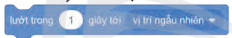 lướt trong 1 giây tới vị trí ngẫu nhiên